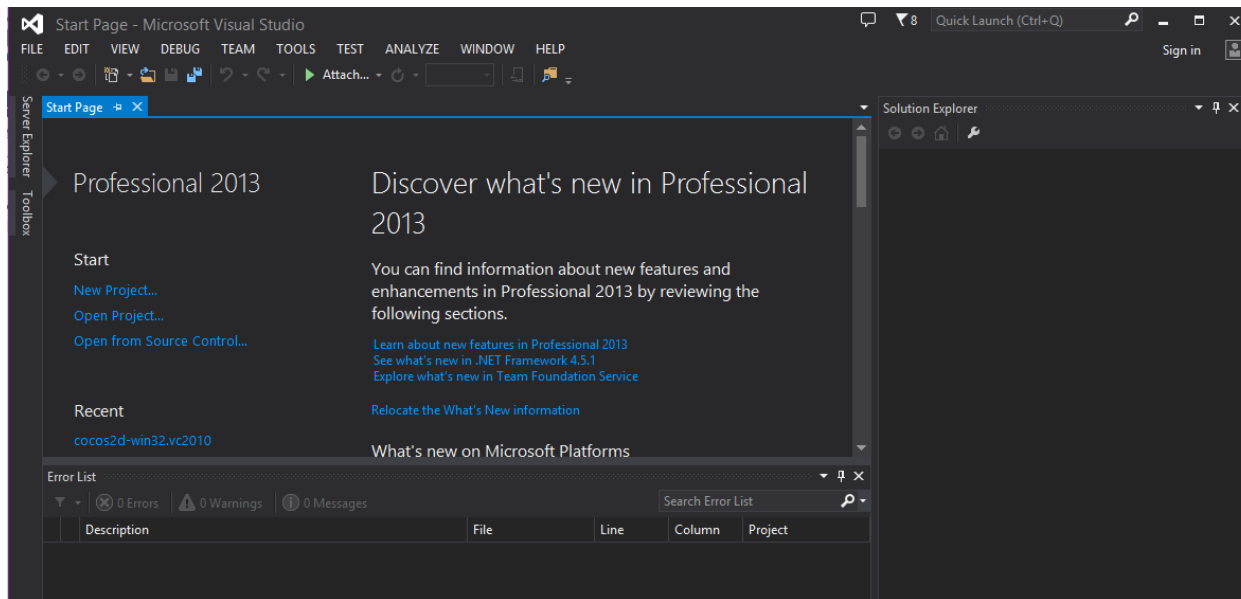 Start Page - Microsoft Visual Studio
8
Quick Launch (Ctrl+Q)
FILE EDIT VIEW DEBUG TEAM TOOLS TEST ANALYZE WINDOW HELP
Sign in
Attach...
Server Explorer
Toolbox
Start Page
Solution Explorer
Professional 2013
Start
New Project...
Open Project...
Open from Source Control...
Recent
cocos2d-win32.vc2010
Discover what's new in Professional
2013
You can find information about new features and
enhancements in Professional 2013 by reviewing the
following sections.
Learn about new features in Professional 2013
See what's new in .NET Framework 4.5.1
Explore what's new in Team Foundation Service
Relocate the What's New information
What's new on Microsoft Platforms
Error List
0 Errors 0 Warnings 0 Messages
Search Error List
Description File Line Column Project